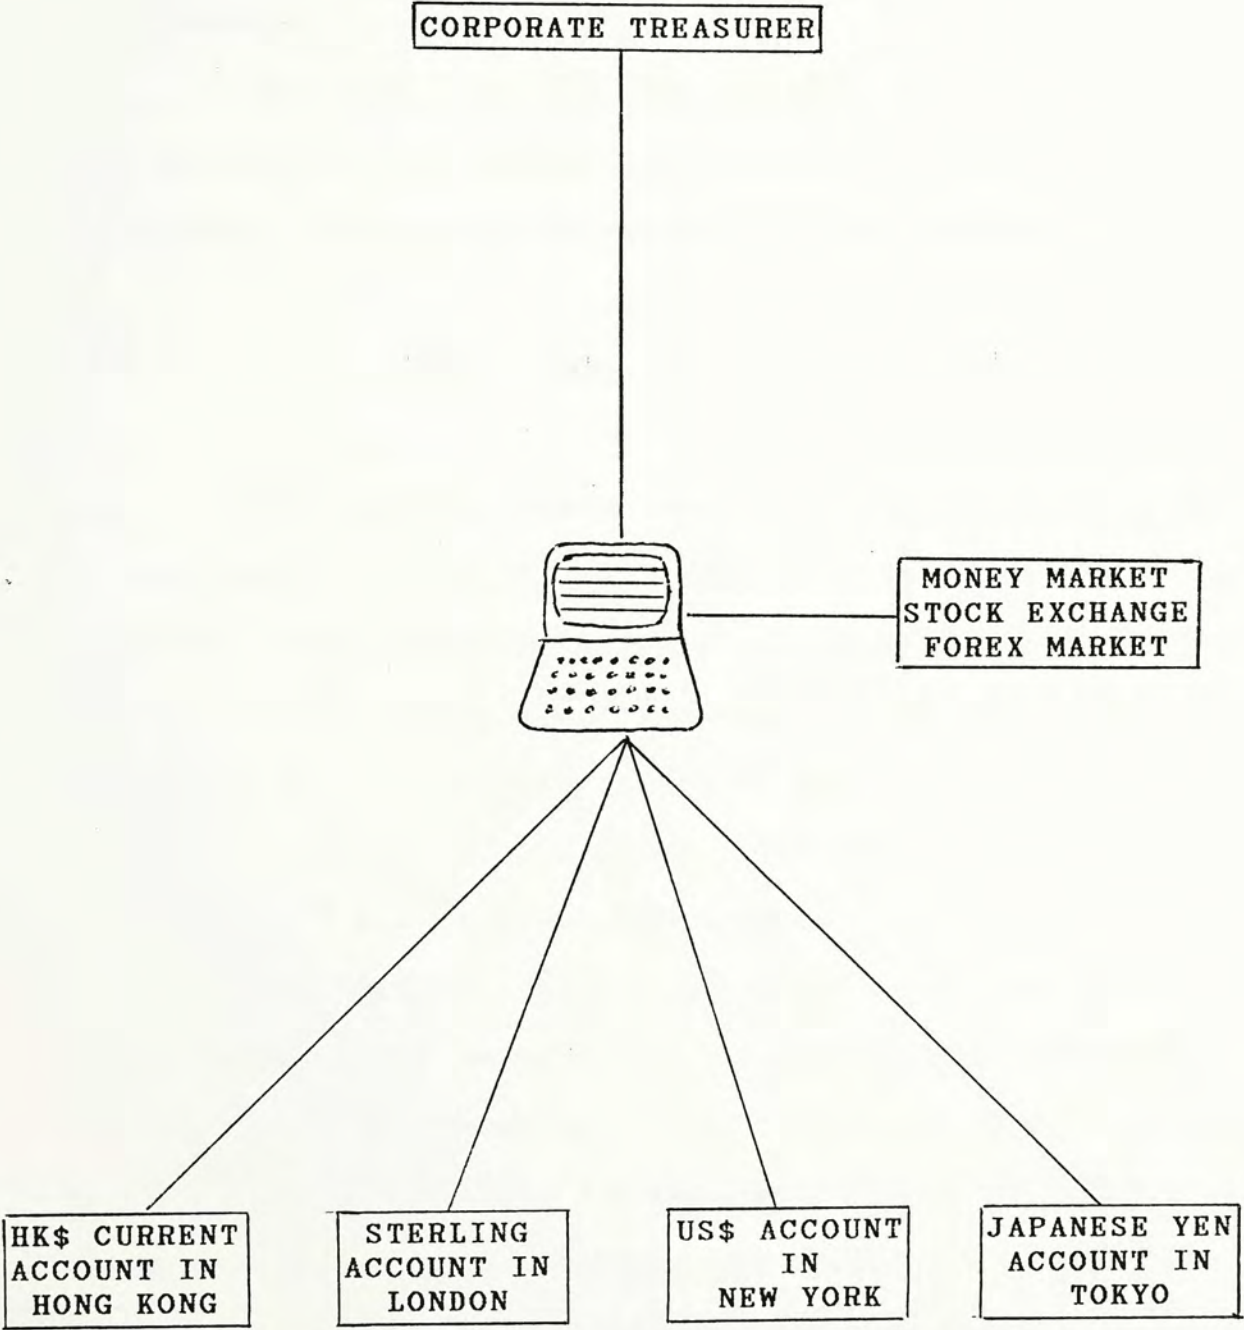 CORPORATE TREASURER
MONEY MARKET
STOCK EXCHANGE
FOREX MARKET
HK$ CURRENT
ACCOUNT IN
HONG KONG
STERLING
ACCOUNT IN
LONDON
US$ ACCOUNT
IN
NEW YORK
JAPANESE YEN
ACCOUNT IN
TOKYO